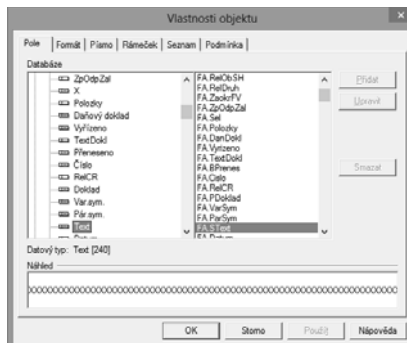 Vlastnosti objektu
Pole Formát Písmo Rámeček Seznam Podmínka
Databáze
ZpOdpZal
X
Polozky
Daňový doklad
Vyřízeno
TextDokl
Přeneseno
Číslo
RelCR
Doklad
Var.sym.
Pár.sym.
Text
FA.RelObSH
FA.RelDruh
FA.ZaokrFV
FA.ZpOdpZal
FA.Sel
FA.Polozky
FA.DanDokl
FA.Vyrizeno
FA.TextDokl
FA.BPrenes
FA.Cislo
FA.RelCR
FA.PDoklad
FA.VarSym
FA.ParSym
FA.SText
FA.Datum
Přidat
Upravit
Smazat
Datový typ: Text [240]
Náhled
OK Storno Použít Nápověda